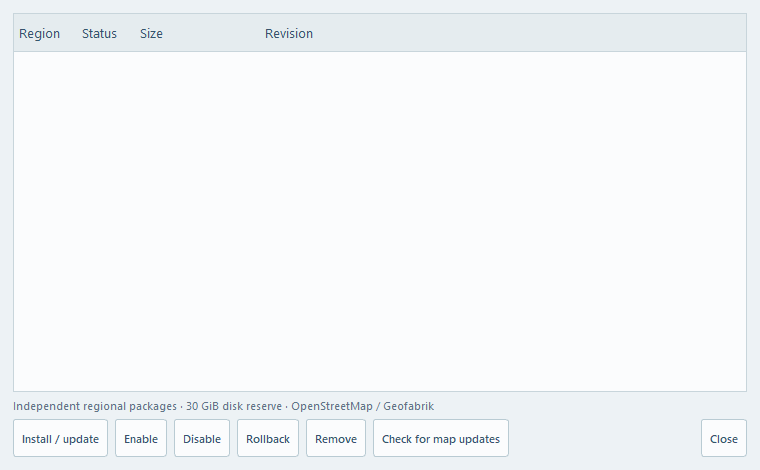 Region Status Size Revision
Independent regional packages · 30 GiB disk reserve · OpenStreetMap / Geofabrik
Install / update Enable Disable Rollback Remove Check for map updates Close